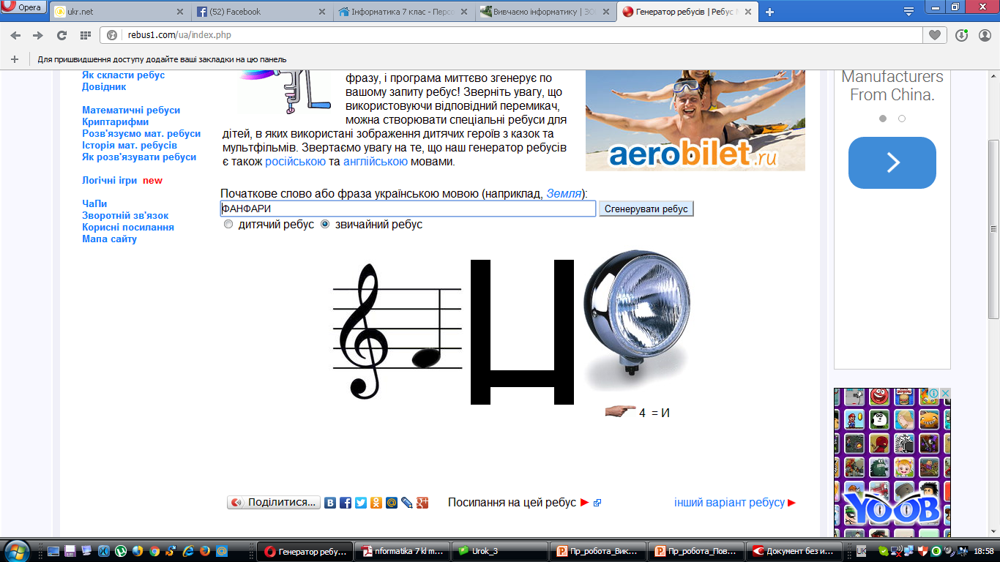 Opera
ukr.net
(52) Facebook
Інформатика 7 клас - Персо
Вивчаємо інформатику | ЗО
Генератор ребусів | Ребус №
rebus1.com/ua/index.php
Для пришвидшення доступу додайте ваші закладки на цю панель
Як скласти ребус
Довідник
Математичні ребуси
Криптарифми
Розв'язуємо мат. ребуси
Історія мат. ребусів
Як розв'язувати ребуси
Логічні ігри new
ЧаПи
Зворотній зв'язок
Корисні посилання
Мапа сайту
фразу, і програма миттєво згенерує по
вашому запиту ребус! Зверніть увагу, що
використовуючи відповідний перемикач,
можна створювати спеціальні ребуси для
дітей, в яких використані зображення дитячих героїв з казок та
мультфільмів. Звертаємо увагу на те, що наш генератор ребусів
є також російською та англійською мовами.
aerobilet.ru
Manufacturers
From China.
Початкове слово або фраза українською мовою (наприклад, Земля):
ФАНФАРИ
Сгенерувати ребус
дитячий ребус звичайний ребус
4 = И
YOOB
Поділитися...
Посилання на цей ребус
інший варіант ребусу
Генератор ребу...
nformatika 7 kl m...
Urok_3
Пр_робота_Вик...
Пр_робота_Пов...
Документ без и...
UK
18:58